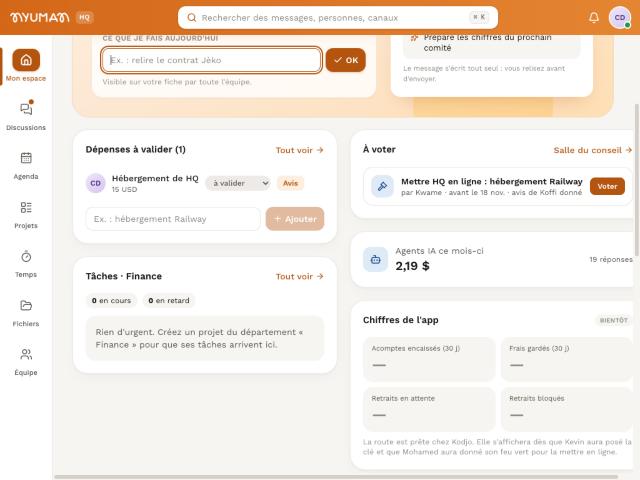 NYUMAN HQ
Rechercher des messages, personnes, canaux
⌘ K
CD
Mon espace
Discussions
Agenda
Projets
Temps
Fichiers
Équipe
CE QUE JE FAIS AUJOURD'HUI
Ex. : relire le contrat Jèko
OK
Visible sur votre fiche par toute l'équipe.
Prépare les chiffres du prochain
comité
Le message s'écrit tout seul : vous relisez avant
d'envoyer.
Dépenses à valider (1)
Tout voir →
CD
Hébergement de HQ
15 USD
à valider
Avis
Ex. : hébergement Railway
+ Ajouter
Tâches · Finance
Tout voir →
0 en cours
0 en retard
Rien d'urgent. Créez un projet du département «
Finance » pour que ses tâches arrivent ici.
À voter
Salle du conseil →
Mettre HQ en ligne : hébergement Railway
par Kwame · avant le 18 nov. · avis de Koffi donné
Voter
Agents IA ce mois-ci
2,19 $
19 réponses
Chiffres de l'app
BIENTÔT
Acomptes encaissés (30 j)
—
Frais gardés (30 j)
—
Retraits en attente
—
Retraits bloqués
—
La route est prête chez Kodjo. Elle s'affichera dès que Kevin aura posé la
clé et que Mohamed aura donné son feu vert pour la mettre en ligne.